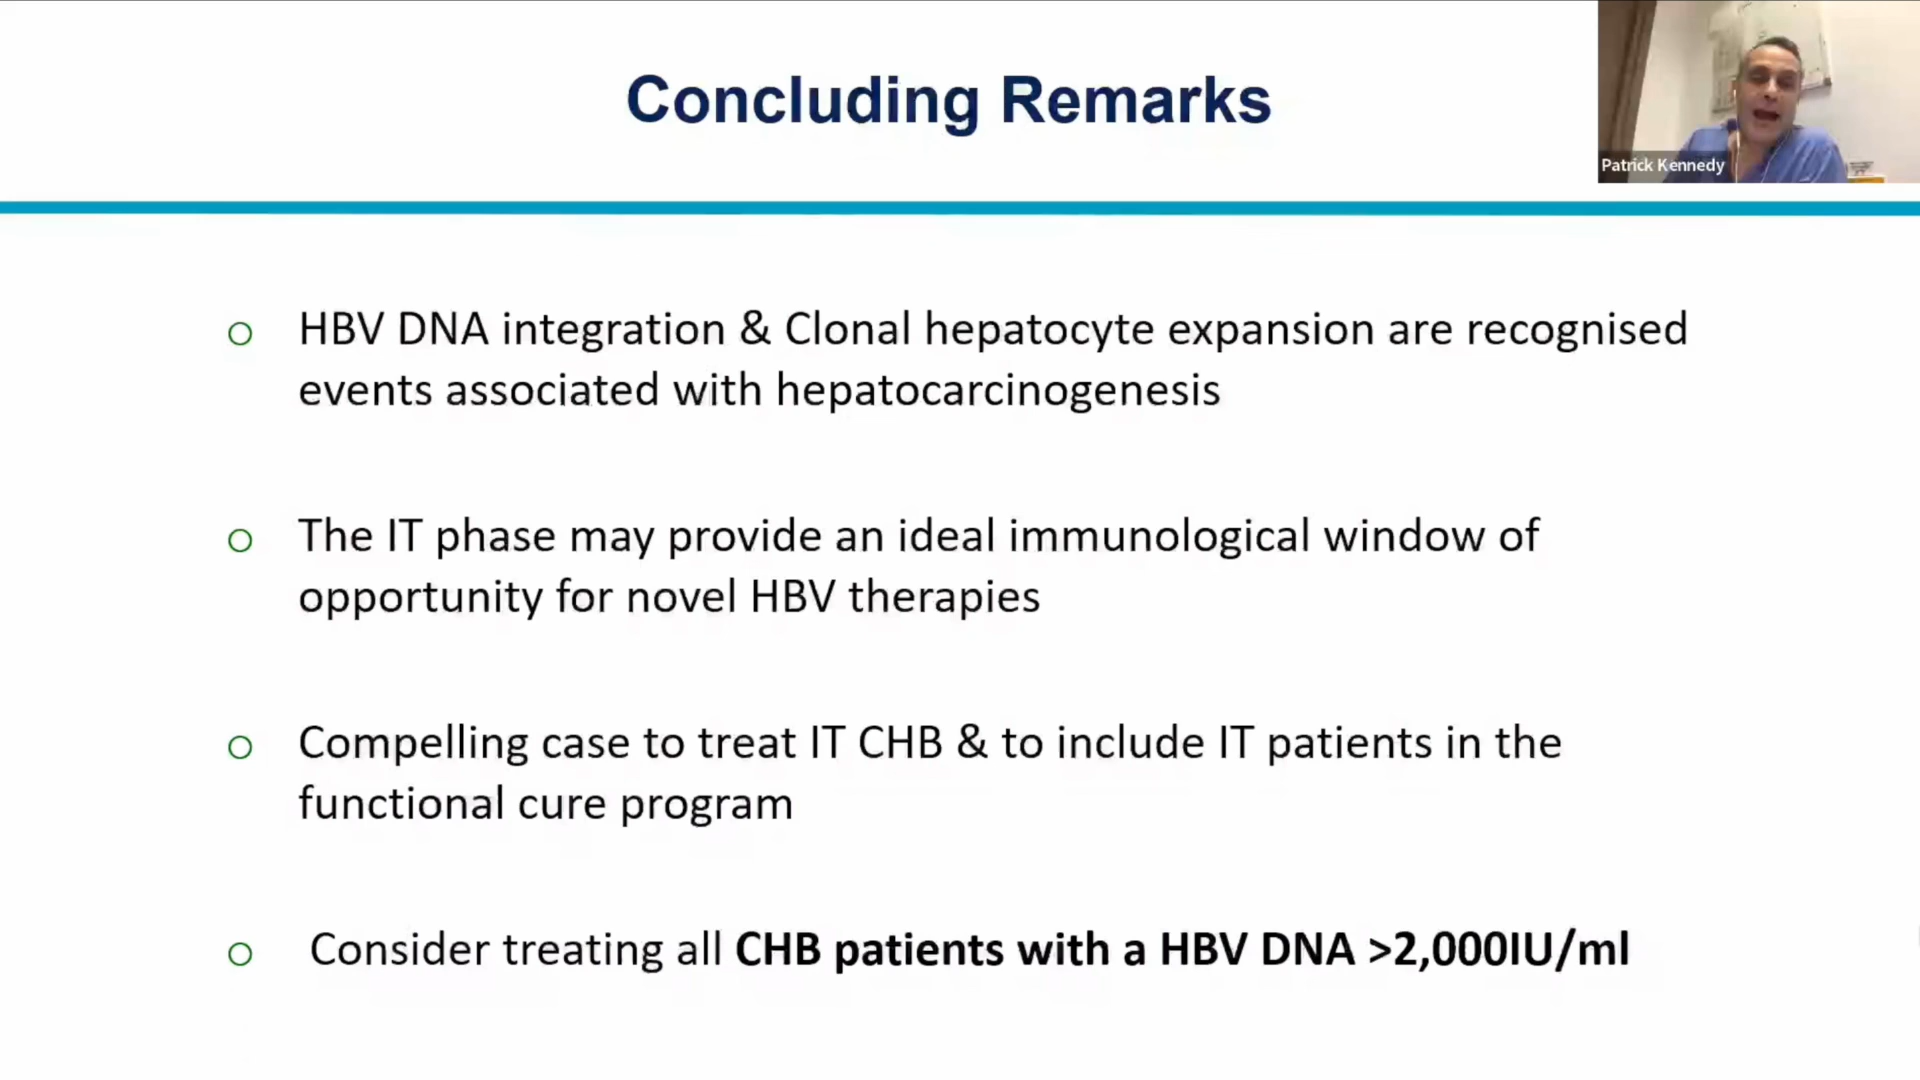 Concluding Remarks
Patrick Kennedy
HBV DNA integration & Clonal hepatocyte expansion are recognised
events associated with hepatocarcinogenesis
The IT phase may provide an ideal immunological window of
opportunity for novel HBV therapies
Compelling case to treat IT CHB & to include IT patients in the
functional cure program
Consider treating all CHB patients with a HBV DNA >2,000IU/ml